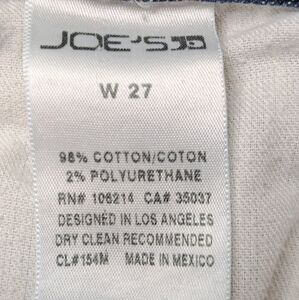 JOE'S
W 27
98% COTTON/COTON
2% POLYURETHANE
RN# 106214 CA# 35037
DESIGNED IN LOS ANGELES
DRY CLEAN RECOMMENDED
CL#154M MADE IN MEXICO